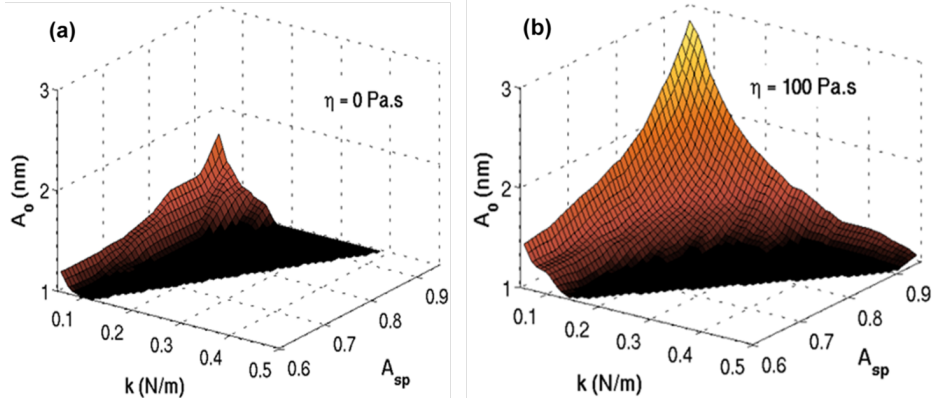 (a)
η = 0 Pa.s
3
2
1
A₀ (nm)
0.1
0.2
0.3
0.4
0.5
k (N/m)
0.6
0.7
0.8
0.9
Aₛₚ
(b)
η = 100 Pa.s
3
2
1
A₀ (nm)
0.1
0.2
0.3
0.4
0.5
k (N/m)
0.6
0.7
0.8
0.9
Aₛₚ